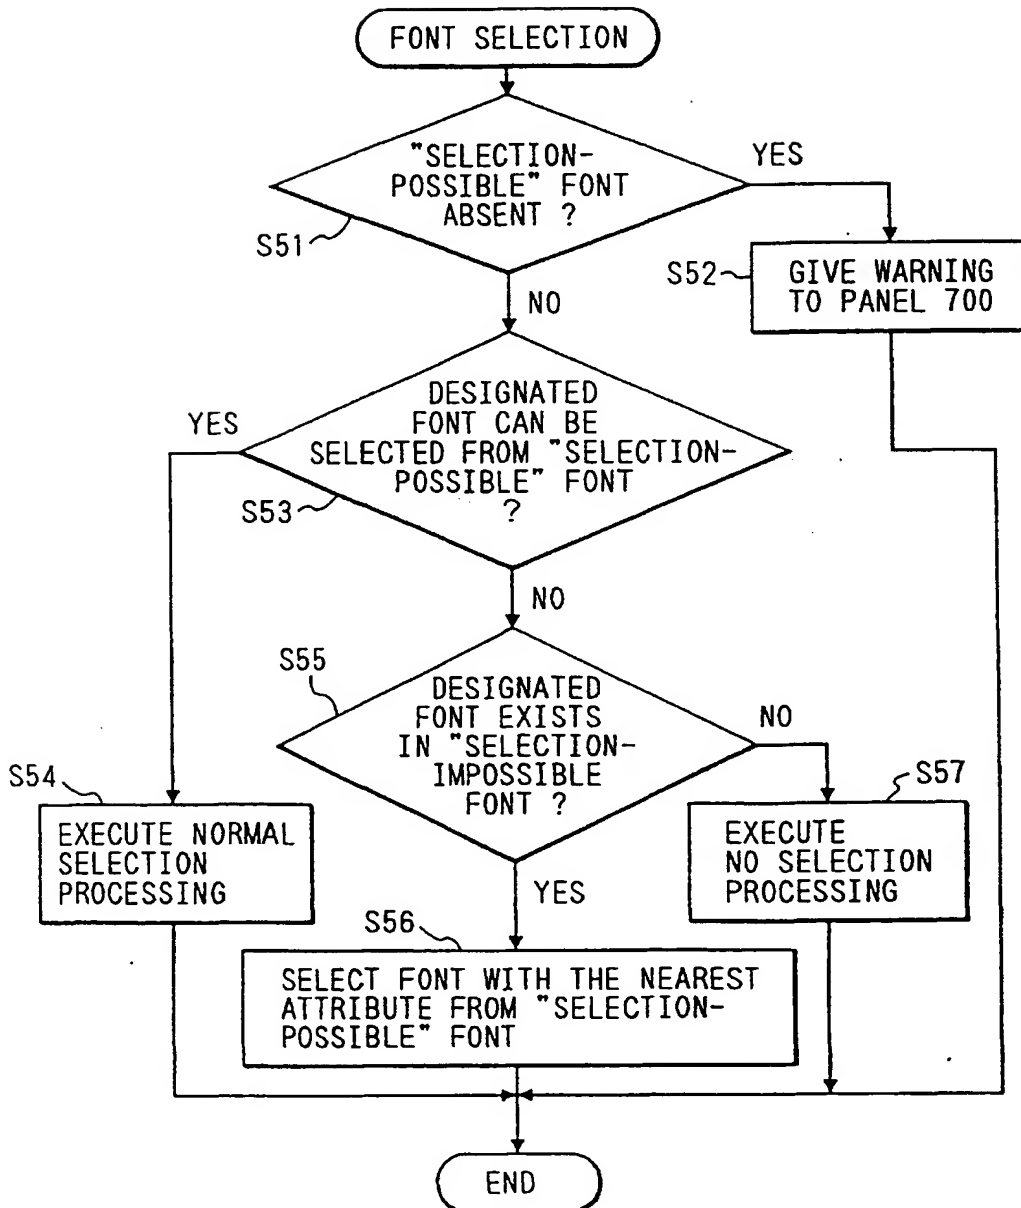 FONT SELECTION
"SELECTION-
POSSIBLE" FONT
ABSENT ?
YES
S51
S52
GIVE WARNING
TO PANEL 700
NO
DESIGNATED
FONT CAN BE
SELECTED FROM "SELECTION-
POSSIBLE" FONT
?
YES
S53
NO
S55
DESIGNATED
FONT EXISTS
IN "SELECTION-
IMPOSSIBLE
FONT ?
NO
S54
EXECUTE NORMAL
SELECTION
PROCESSING
S57
EXECUTE
NO SELECTION
PROCESSING
YES
S56
SELECT FONT WITH THE NEAREST
ATTRIBUTE FROM "SELECTION-
POSSIBLE" FONT
END